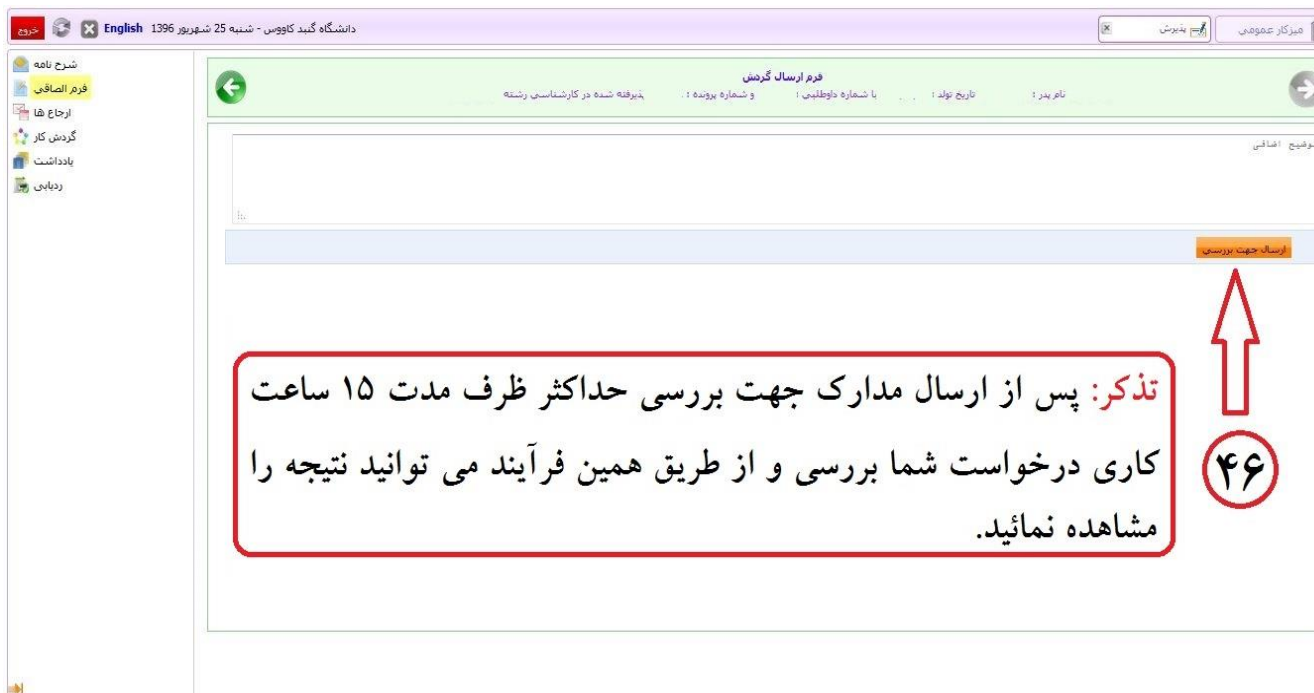 میزکار عمومی
پذیرش
دانشگاه گنبد کاووس - شنبه 25 شهریور 1396 English
خروج
شرح نامه
فرم الصاقی
ارجاع ها
گردش کار
یادداشت
ردیابی
فرم ارسال گردش
نام پدر : تاریخ تولد : با شماره داوطلبی : و شماره پرونده : پذیرفته شده در کارشناسی رشته
وضیح اضافی
ارسال جهت بررسی
تذکر: پس از ارسال مدارک جهت بررسی حداکثر ظرف مدت ۱۵ ساعت
کاری درخواست شما بررسی و از طریق همین فرآیند می توانید نتیجه را
مشاهده نمائید.
۴۶